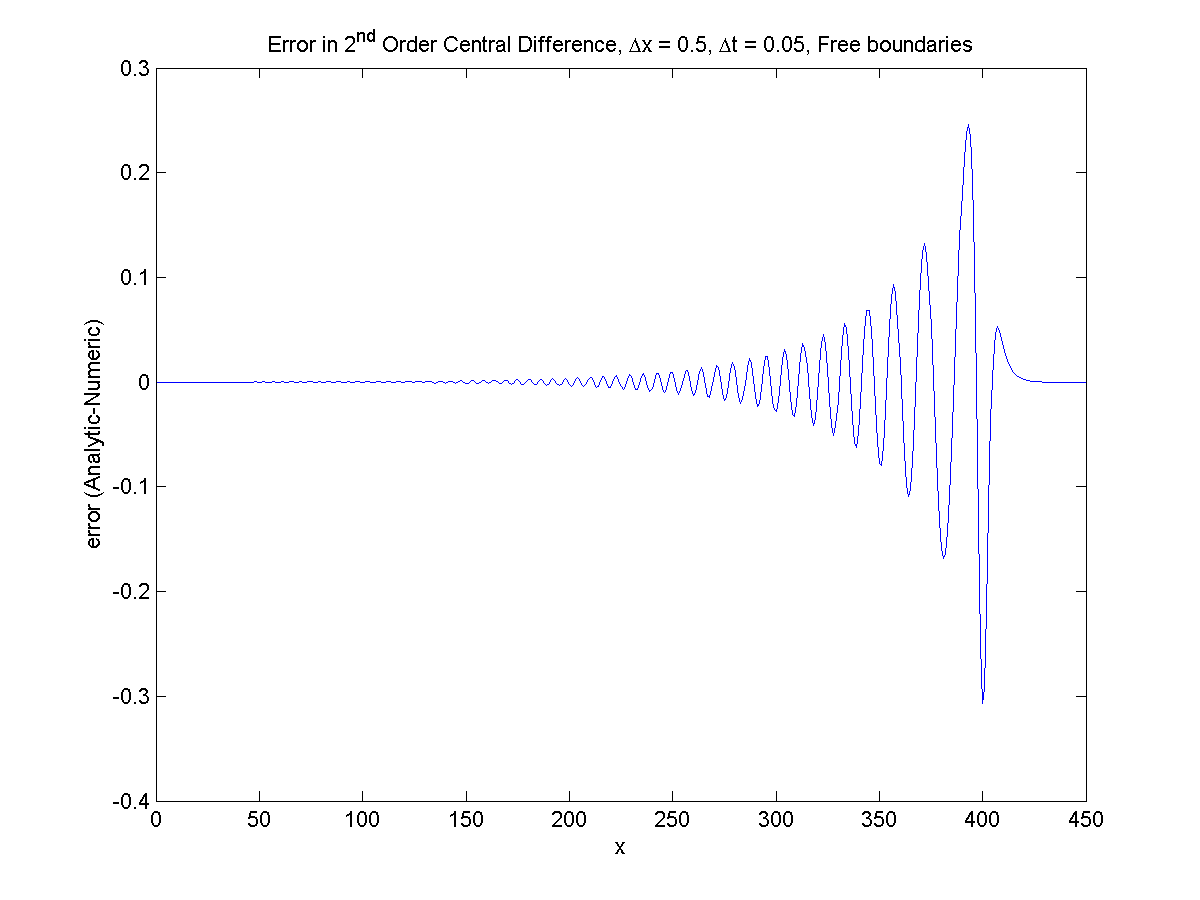 Error in 2nd Order Central Difference, Δx = 0.5, Δt = 0.05, Free boundaries
0.3
0.2
0.1
0
-0.1
-0.2
-0.3
-0.4
error (Analytic-Numeric)
0 50 100 150 200 250 300 350 400 450
x